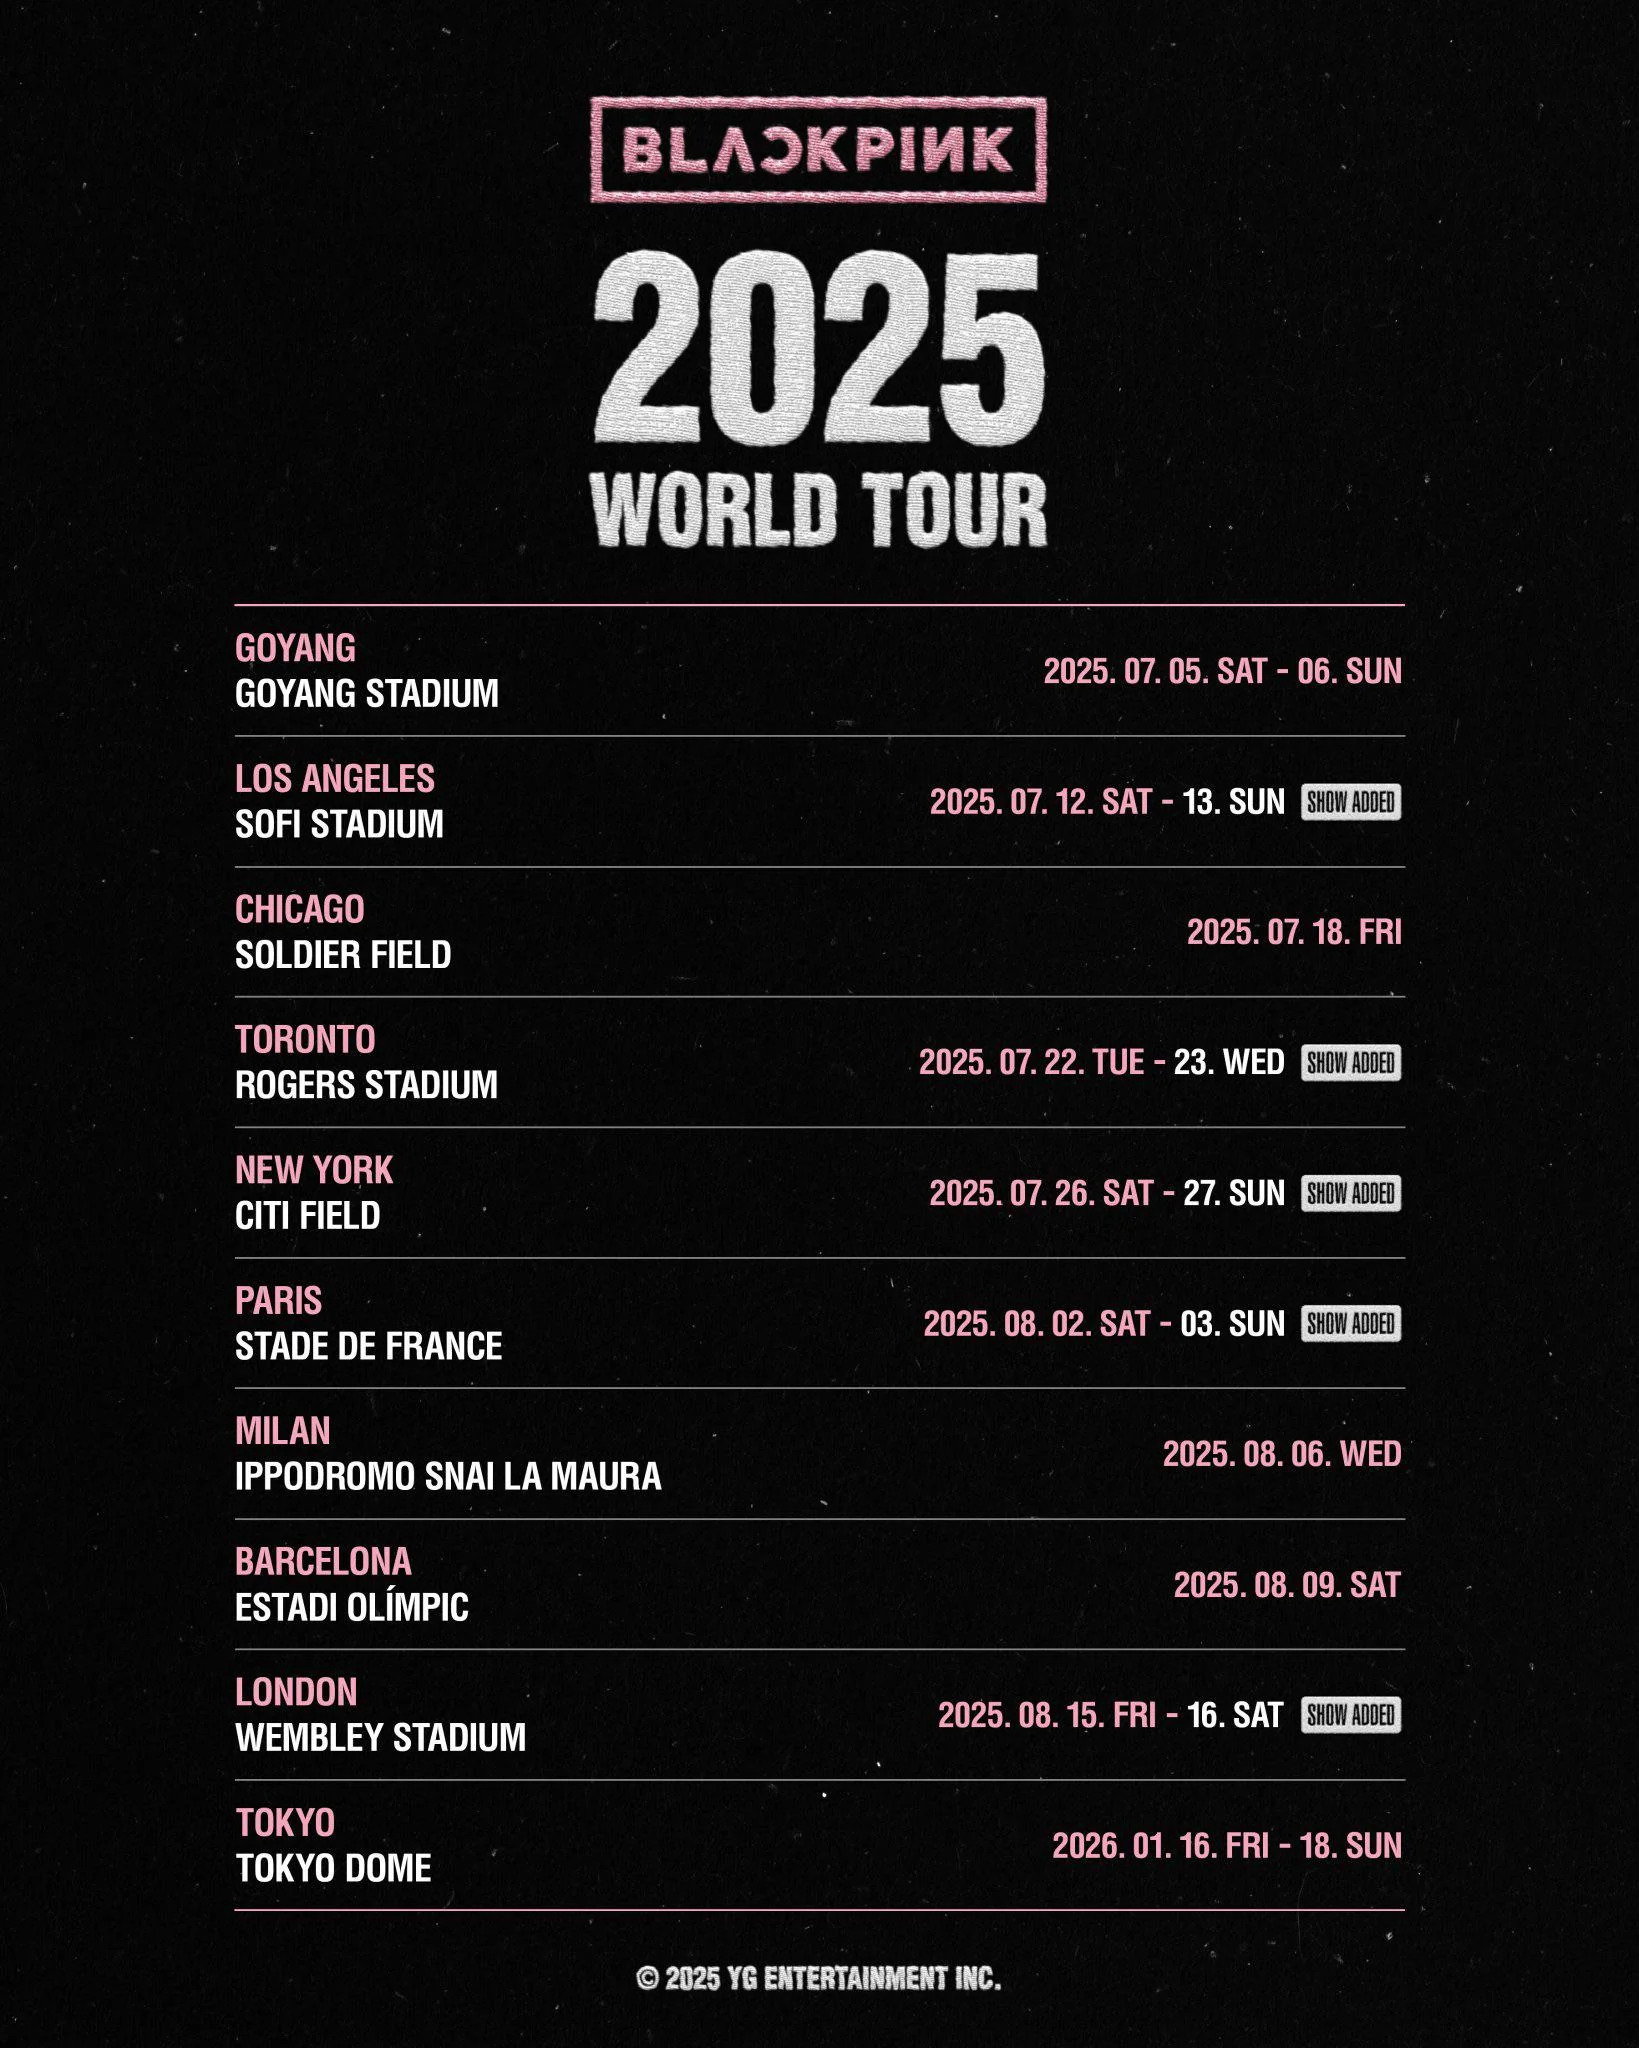 BLACKPINK
2025
WORLD TOUR
GOYANG
GOYANG STADIUM
2025. 07. 05. SAT - 06. SUN
LOS ANGELES
SOFI STADIUM
2025. 07. 12. SAT - 13. SUN SHOW ADDED
CHICAGO
SOLDIER FIELD
2025. 07. 18. FRI
TORONTO
ROGERS STADIUM
2025. 07. 22. TUE - 23. WED SHOW ADDED
NEW YORK
CITI FIELD
2025. 07. 26. SAT - 27. SUN SHOW ADDED
PARIS
STADE DE FRANCE
2025. 08. 02. SAT - 03. SUN SHOW ADDED
MILAN
IPPODROMO SNAI LA MAURA
2025. 08. 06. WED
BARCELONA
ESTADI OLÍMPIC
2025. 08. 09. SAT
LONDON
WEMBLEY STADIUM
2025. 08. 15. FRI - 16. SAT SHOW ADDED
TOKYO
TOKYO DOME
2026. 01. 16. FRI - 18. SUN
© 2025 YG ENTERTAINMENT INC.